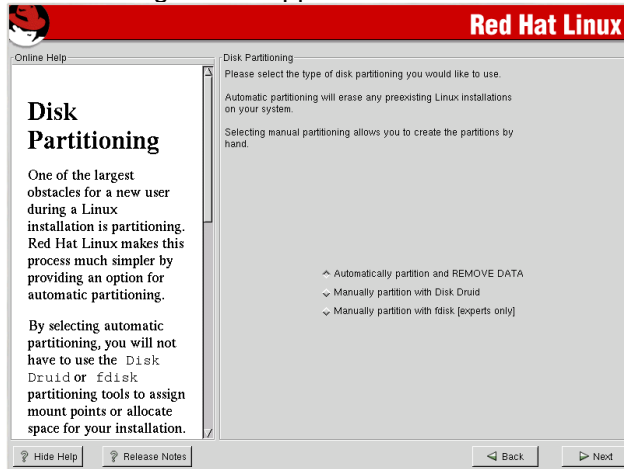 Red Hat Linux
Online Help
Disk
Partitioning
One of the largest
obstacles for a new user
during a Linux
installation is partitioning.
Red Hat Linux makes this
process much simpler by
providing an option for
automatic partitioning.
By selecting automatic
partitioning, you will not
have to use the Disk
Druid or fdisk
partitioning tools to assign
mount points or allocate
space for your installation.
Disk Partitioning
Please select the type of disk partitioning you would like to use.
Automatic partitioning will erase any preexisting Linux installations
on your system.
Selecting manual partitioning allows you to create the partitions by
hand.
Automatically partition and REMOVE DATA
Manually partition with Disk Druid
Manually partition with fdisk [experts only]
Hide Help
Release Notes
Back
Next